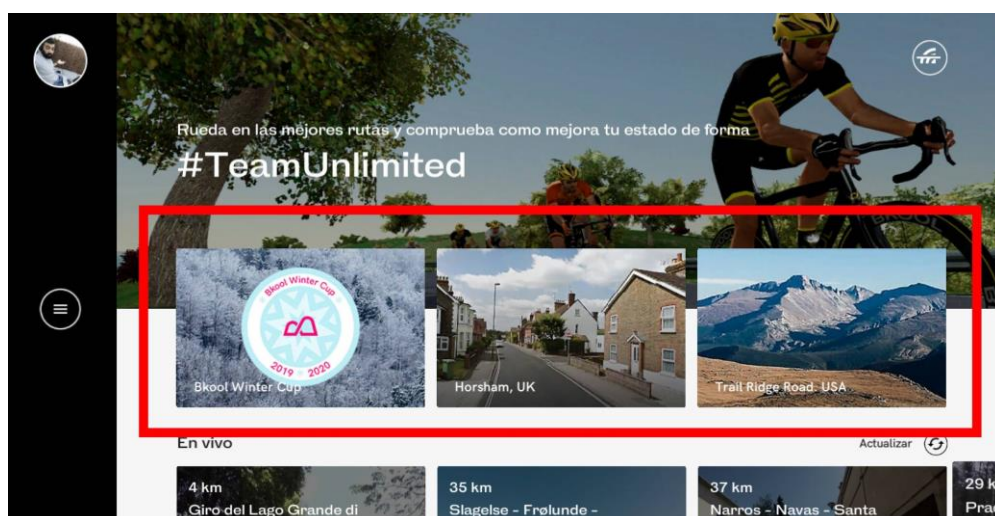 Rueda en las mejores rutas y comprueba como mejora tu estado de forma
#TeamUnlimited
Bkool Winter Cup
2019 2020
Bkool Winter Cup
Horsham, UK
Trail Ridge Road. USA
En vivo
Actualizar
4 km
Giro del Lago Grande di
35 km
Slagelse - Frølunde -
37 km
Narros - Navas - Santa
29 k
Prag